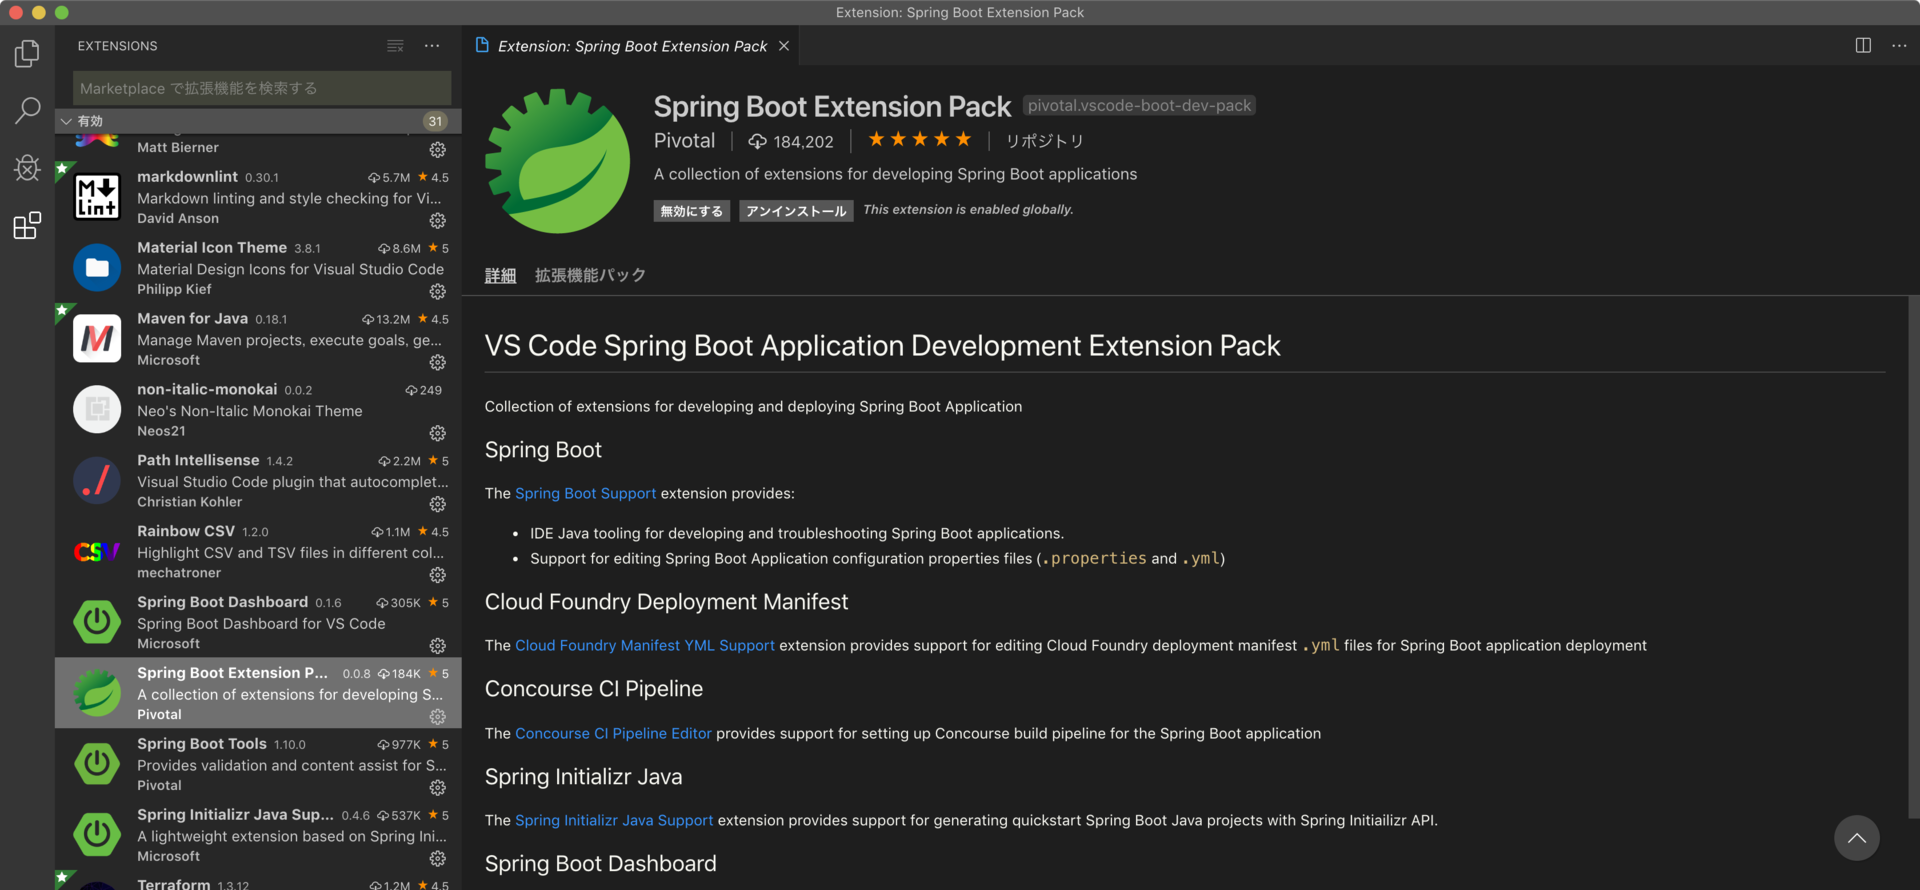 Extension: Spring Boot Extension Pack
EXTENSIONS
Marketplace で拡張機能を検索する
有効
31
Matt Bierner
markdownlint 0.30.1 5.7M ★ 4.5
Markdown linting and style checking for Vi...
David Anson
M
Lint
Material Icon Theme 3.8.1 8.6M ★ 5
Material Design Icons for Visual Studio Code
Philipp Kief
Maven for Java 0.18.1 13.2M ★ 4.5
Manage Maven projects, execute goals, ge...
Microsoft
non-italic-monokai 0.0.2 249
Neo's Non-Italic Monokai Theme
Neos21
Path Intellisense 1.4.2 2.2M ★ 5
Visual Studio Code plugin that autocomplet...
Christian Kohler
./
Rainbow CSV 1.2.0 1.1M ★ 4.5
Highlight CSV and TSV files in different col...
mechatroner
CSV
Spring Boot Dashboard 0.1.6 305K ★ 5
Spring Boot Dashboard for VS Code
Microsoft
Spring Boot Extension P... 0.0.8 184K ★ 5
A collection of extensions for developing S...
Pivotal
Spring Boot Tools 1.10.0 977K ★ 5
Provides validation and content assist for S...
Pivotal
Spring Initializr Java Sup... 0.4.6 537K ★ 5
A lightweight extension based on Spring Ini...
Microsoft
Terraform 1.3.12 1.2M ★ 4.5
Extension: Spring Boot Extension Pack
Spring Boot Extension Pack pivotal.vscode-boot-dev-pack
Pivotal | 184,202 | ★★★★★ | リポジトリ
A collection of extensions for developing Spring Boot applications
無効にする アンインストール This extension is enabled globally.
詳細 拡張機能パック
VS Code Spring Boot Application Development Extension Pack
Collection of extensions for developing and deploying Spring Boot Application
Spring Boot
The Spring Boot Support extension provides:
• IDE Java tooling for developing and troubleshooting Spring Boot applications.
• Support for editing Spring Boot Application configuration properties files (.properties and .yml)
Cloud Foundry Deployment Manifest
The Cloud Foundry Manifest YML Support extension provides support for editing Cloud Foundry deployment manifest .yml files for Spring Boot application deployment
Concourse CI Pipeline
The Concourse CI Pipeline Editor provides support for setting up Concourse build pipeline for the Spring Boot application
Spring Initializr Java
The Spring Initializr Java Support extension provides support for generating quickstart Spring Boot Java projects with Spring Initiailizr API.
Spring Boot Dashboard